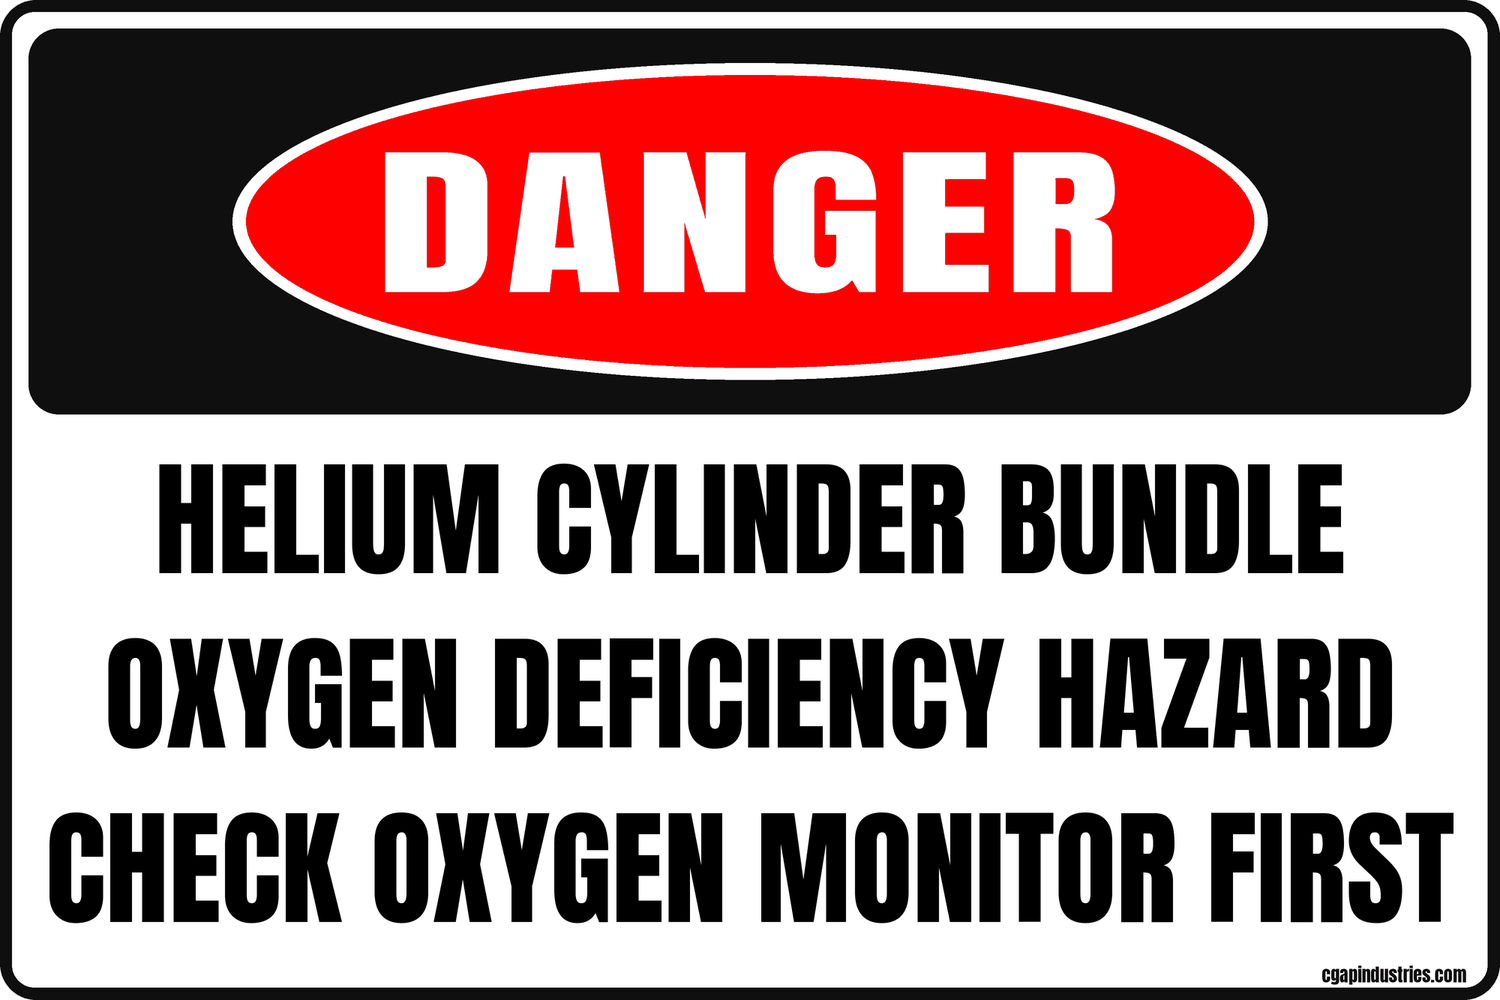 DANGER
HELIUM CYLINDER BUNDLE
OXYGEN DEFICIENCY HAZARD
CHECK OXYGEN MONITOR FIRST
cgapindustries.com